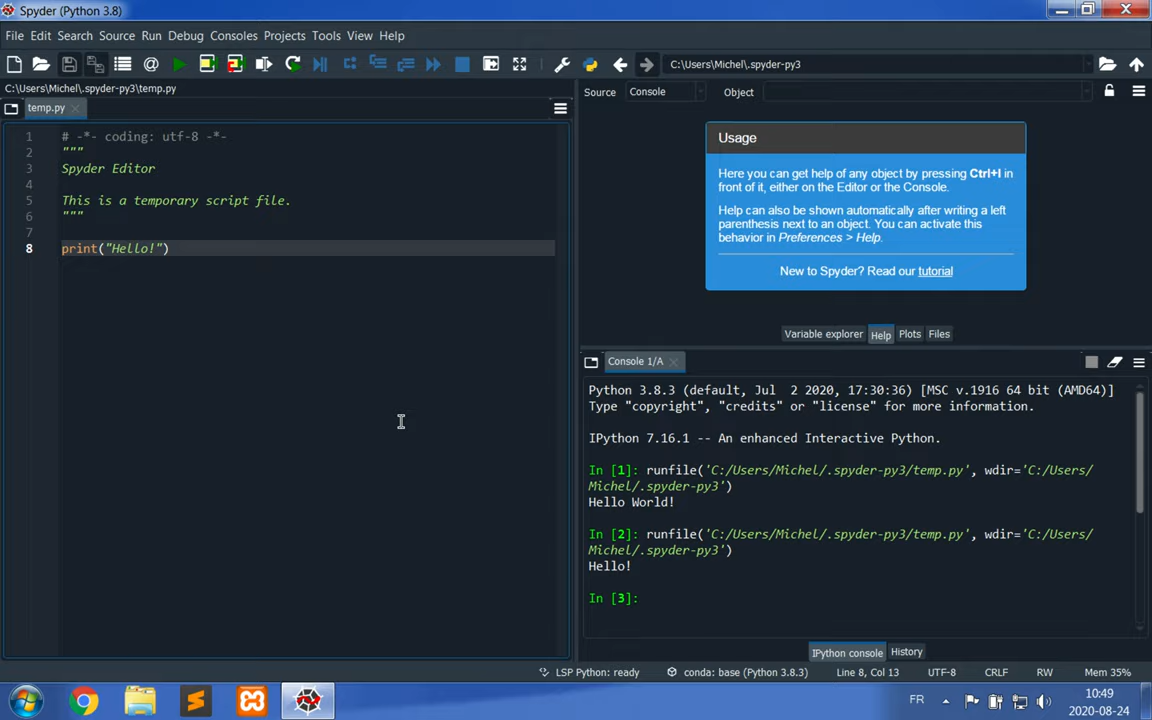 Spyder (Python 3.8)
File Edit Search Source Run Debug Consoles Projects Tools View Help
C:\Users\Michel\.spyder-py3
C:\Users\Michel\.spyder-py3\temp.py
temp.py
1 # -*- coding: utf-8 -*-
2 """
3 Spyder Editor
4
5 This is a temporary script file.
6 """
7
8 print("Hello!")
Source Console Object
Usage
Here you can get help of any object by pressing Ctrl+I in
front of it, either on the Editor or the Console.
Help can also be shown automatically after writing a left
parenthesis next to an object. You can activate this
behavior in Preferences > Help.
New to Spyder? Read our tutorial
Variable explorer Help Plots Files
Console 1/A
Python 3.8.3 (default, Jul  2 2020, 17:30:36) [MSC v.1916 64 bit (AMD64)]
Type "copyright", "credits" or "license" for more information.
IPython 7.16.1 -- An enhanced Interactive Python.
In [1]: runfile('C:/Users/Michel/.spyder-py3/temp.py', wdir='C:/Users/
Michel/.spyder-py3')
Hello World!
In [2]: runfile('C:/Users/Michel/.spyder-py3/temp.py', wdir='C:/Users/
Michel/.spyder-py3')
Hello!
In [3]:
IPython console History
LSP Python: ready conda: base (Python 3.8.3) Line 8, Col 13 UTF-8 CRLF RW Mem 35%
FR
10:49
2020-08-24